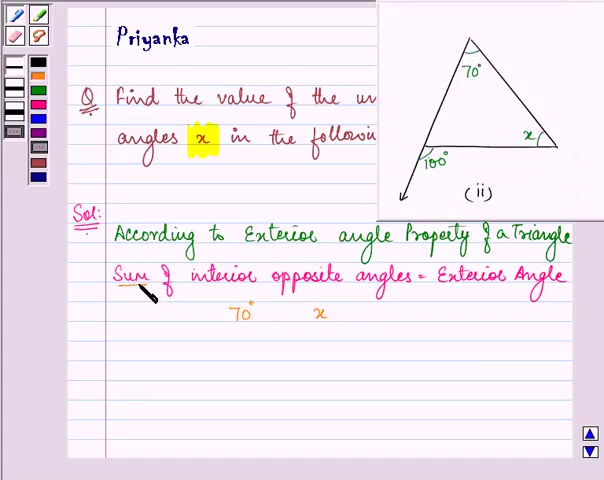 Priyanka
Q Find the value of the un
angles x in the following
Sol:
According to Exterior angle Property of a Triangle
Sum of interior opposite angles = Exterior Angle
70° x
70°
x
100°
(ii)